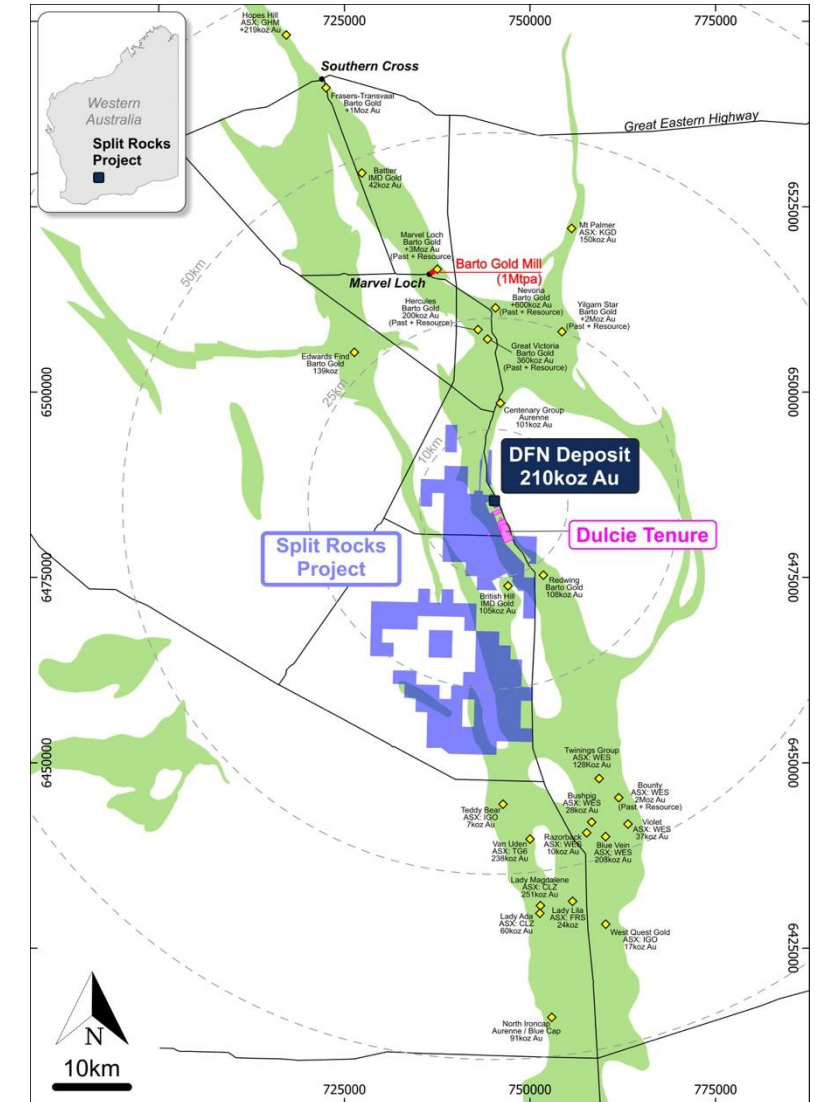 725000
750000
775000
Hopes Hill
ASX: GHM
+219koz Au
Southern Cross
Frasers-Transvaal
Barto Gold
+1Moz Au
Great Eastern Highway
Western
Australia
Split Rocks
Project
Battler
IMD Gold
42koz Au
6525000
Mt Palmer
ASX: KGD
150koz Au
50km
Marvel Loch
Barto Gold
+3Moz Au
(Past + Resource)
Barto Gold Mill
(1Mtpa)
Marvel Loch
Nevoria
Barto Gold
+600koz Au
(Past + Resource)
Hercules
Barto Gold
200koz Au
(Past + Resource)
Yilgarn Star
Barto Gold
+2Moz Au
(Past + Resource)
Great Victoria
Barto Gold
360koz Au
(Past + Resource)
Edwards Find
Barto Gold
139koz
25km
6500000
6500000
Centenary Group
Aurenne
101koz Au
10km
DFN Deposit
210koz Au
Dulcie Tenure
Split Rocks
Project
6475000
6475000
Redwing
Barto Gold
108koz Au
British Hill
IMD Gold
105koz Au
6450000
6450000
Twinings Group
ASX: WES
128Koz Au
Bounty
ASX: WES
2Moz Au
(Past + Resource)
Bushpig
ASX: WES
28koz Au
Teddy Bear
ASX: IGO
7koz Au
Violet
ASX: WES
37koz Au
Razorback
ASX: WES
10koz Au
Van Uden
ASX: TG6
238koz Au
Blue Vein
ASX: WES
208koz Au
Lady Magdalene
ASX: CLZ
251koz Au
Lady Ada
ASX: CLZ
60koz Au
Lady Lila
ASX: FRS
24koz
West Quest Gold
ASX: IGO
17koz Au
6425000
North Ironcap
Aurenne / Blue Cap
91koz Au
N
10km
725000
750000
775000